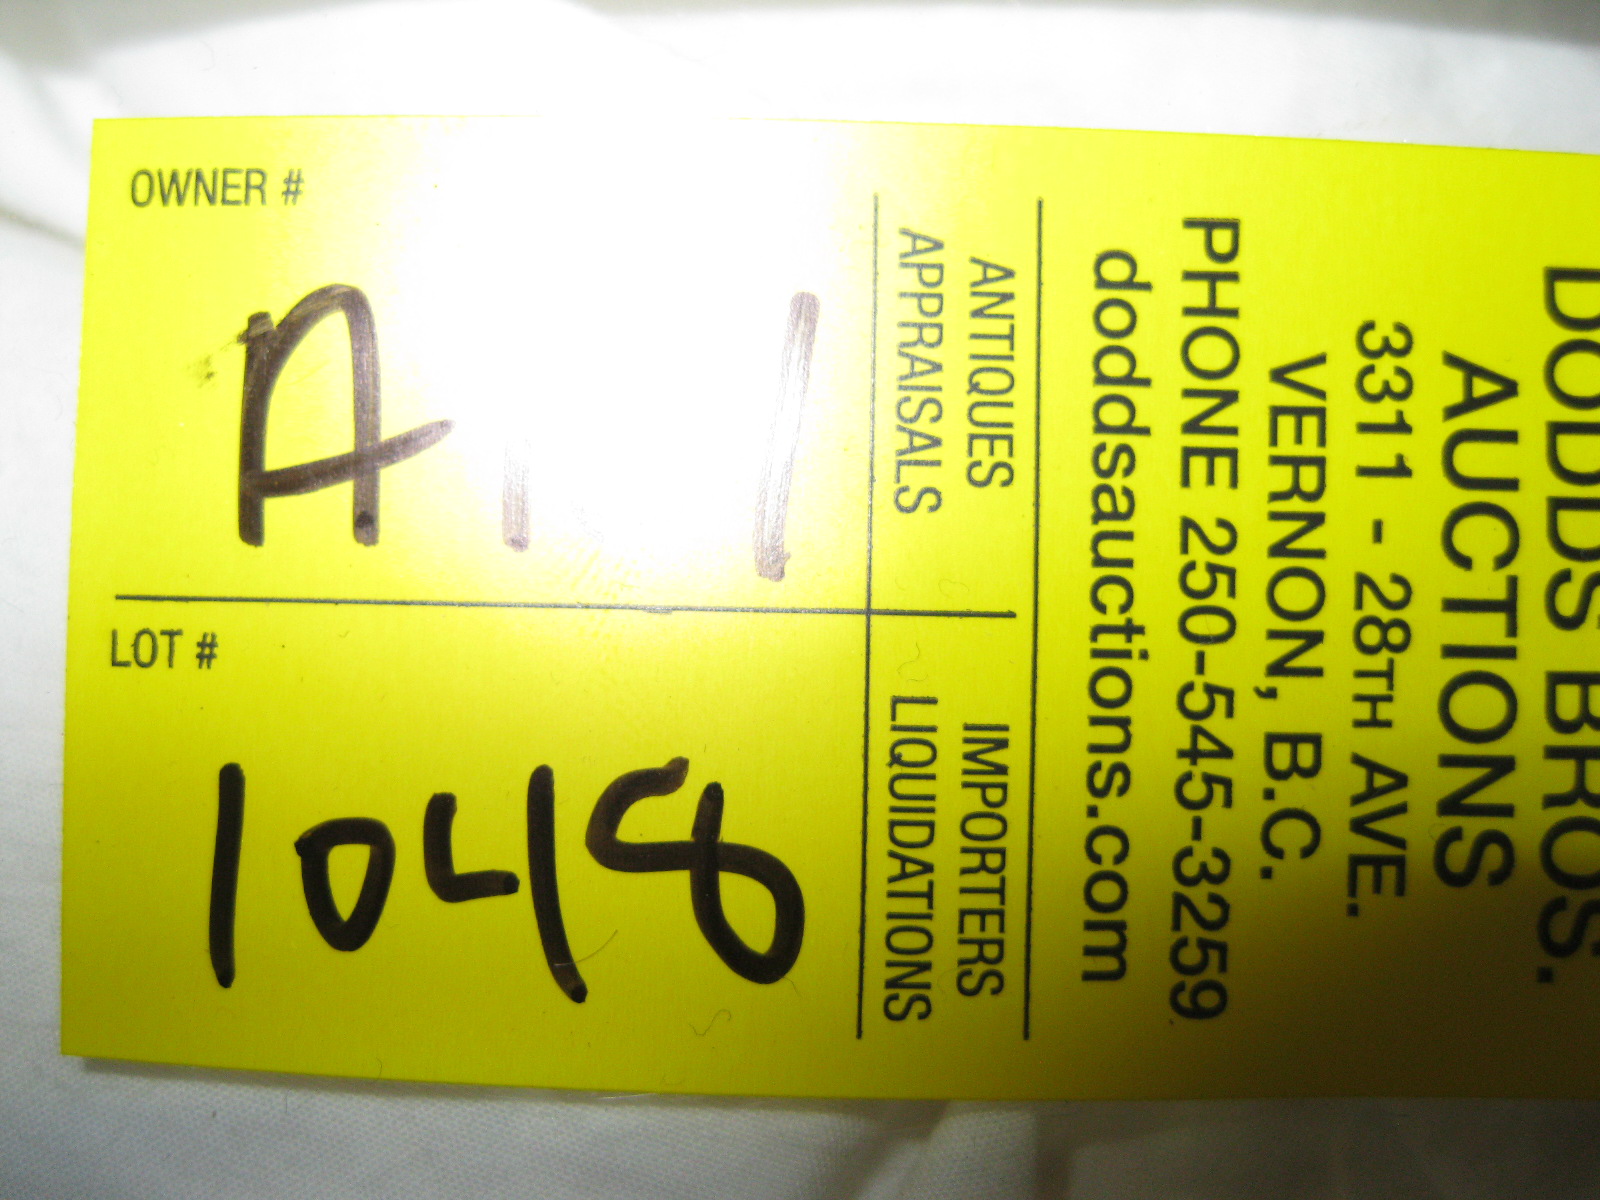 DODDS BROS.
AUCTIONS
3311 - 28TH AVE.
VERNON, B.C.
PHONE 250-545-3259
doddsauctions.com
ANTIQUES
APPRAISALS
IMPORTERS
LIQUIDATIONS
OWNER #
LOT #
1048